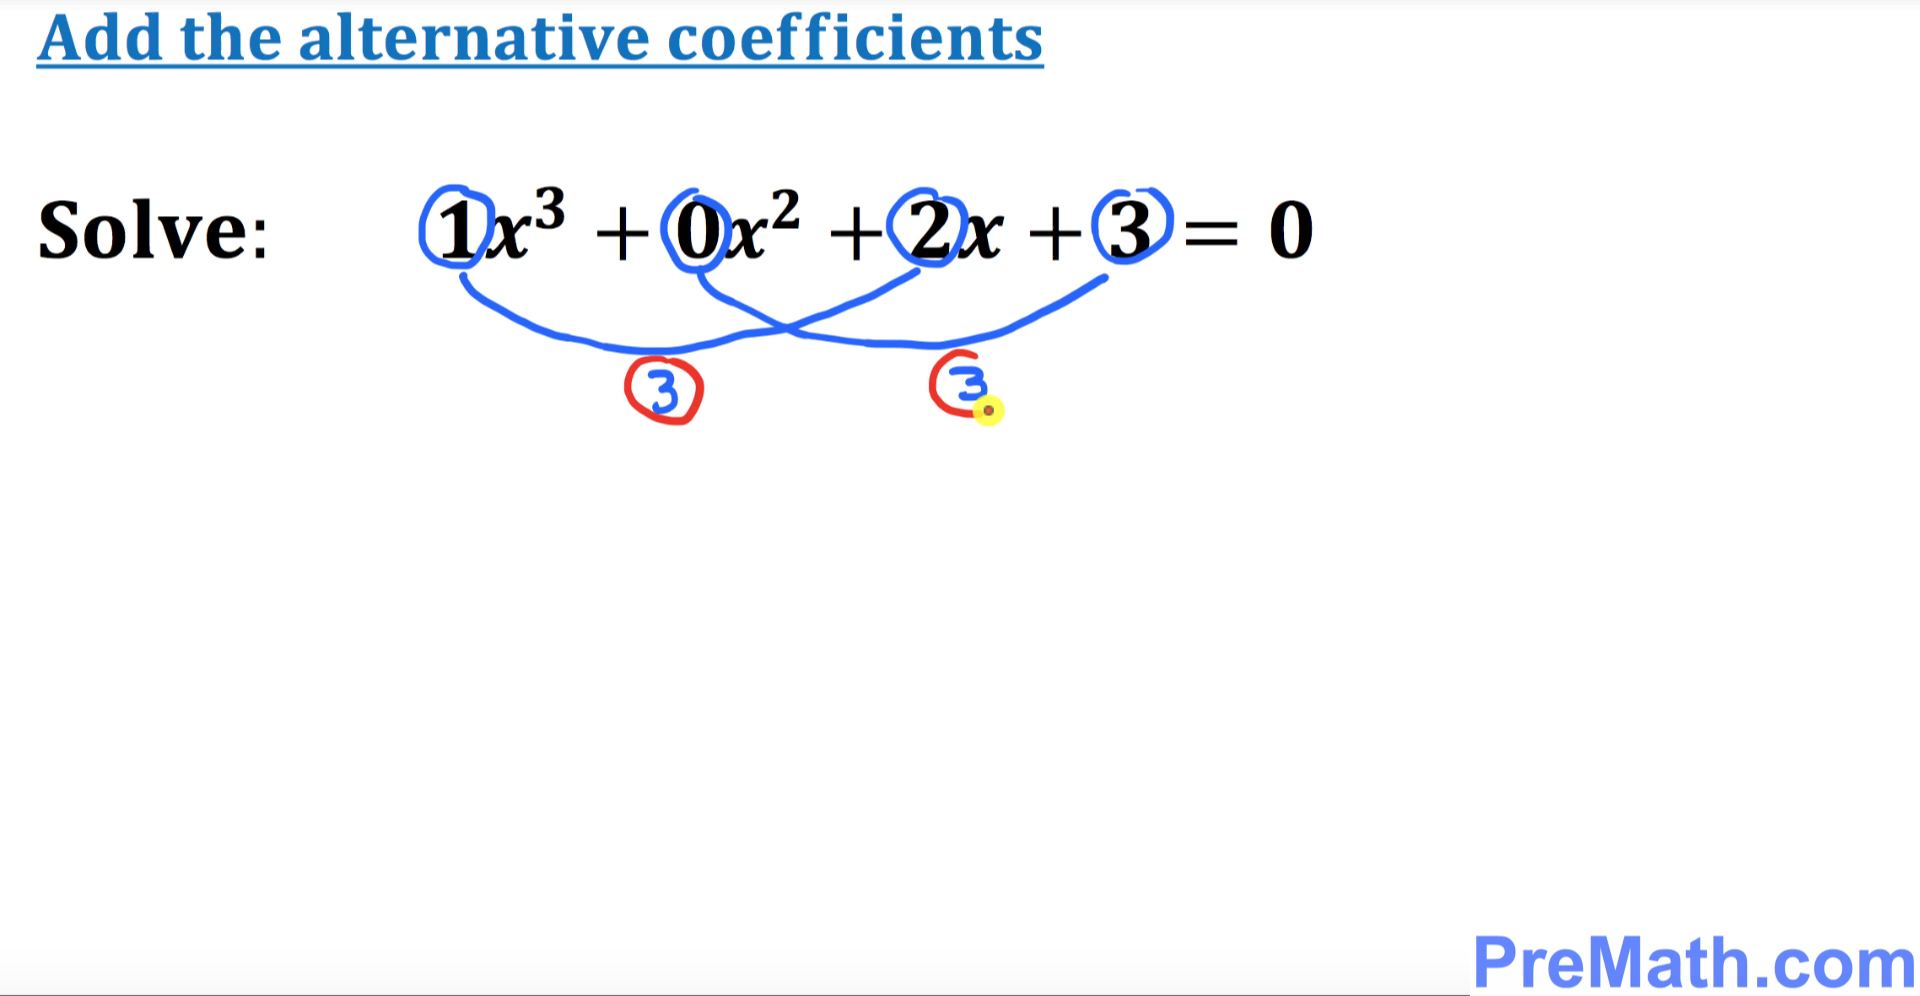 Add the alternative coefficients
Solve: 1x³ + 0x² + 2x + 3 = 0
3 3
PreMath.com